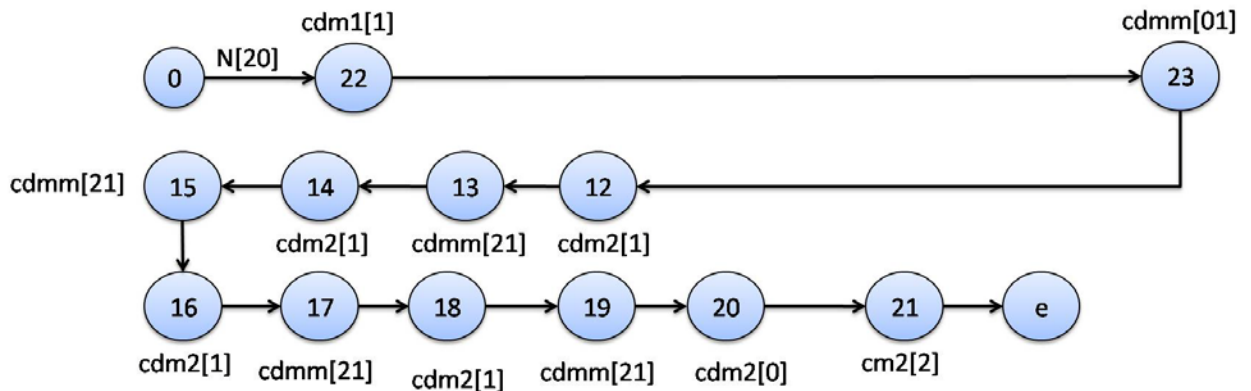 cdm1[1]
cdmm[01]
0 N[20] 22 23
cdmm[21] 15 14 13 12
cdm2[1] cdmm[21] cdm2[1]
16 17 18 19 20 21 e
cdm2[1] cdmm[21] cdm2[1] cdmm[21] cdm2[0] cm2[2]